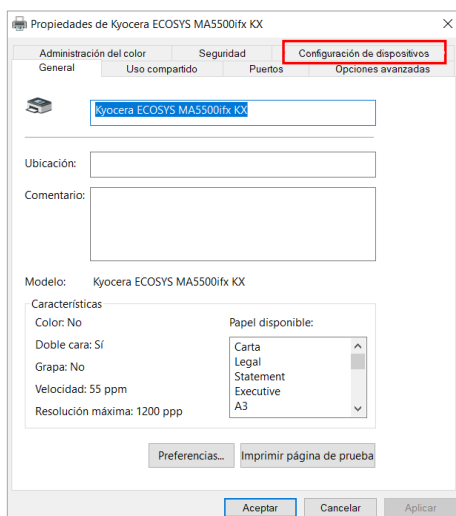 Propiedades de Kyocera ECOSYS MA5500ifx KX
Administración del color Seguridad Configuración de dispositivos
General Uso compartido Puertos Opciones avanzadas
Kyocera ECOSYS MA5500ifx KX
Ubicación:
Comentario:
Modelo: Kyocera ECOSYS MA5500ifx KX
Características
Color: No Papel disponible:
Doble cara: Sí Carta
Grapa: No Legal
Statement
Velocidad: 55 ppm Executive
Resolución máxima: 1200 ppp A3
Preferencias... Imprimir página de prueba
Aceptar Cancelar Aplicar